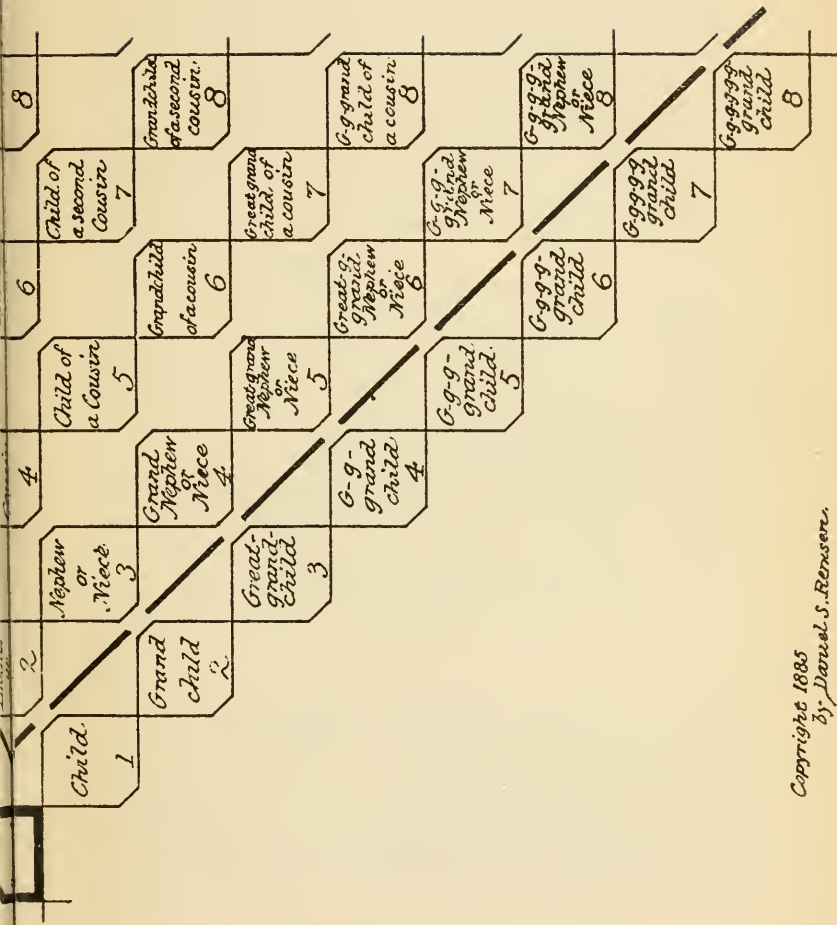 2
4
6
8
Child.
1
Nephew
or
Niece.
3
Child of
a Cousin
5
Child of
a second
Cousin
7
Grand
child
2
Grand
Nephew
or
Niece
4
Grandchild
of a cousin
6
Grandchild
of a second
cousin.
8
Great-
grand-
child
3
Great grand
Nephew
or
Niece
5
Great grand
child of
a cousin
7
G-g-
grand
child
4
Great-g-
grand
Nephew
or
Niece
6
G-g-grand
child of
a cousin
8
G-g-g-
grand
child.
5
G-g-g-
grand
Nephew
or
Niece
7
G-g-g-g-
grand
child
6
G-g-g-g-
grand
Nephew
or
Niece
8
G-g-g-g-g
grand
child
7
G-g-g-g-g-g-
grand
child
8
Copyright 1885
by Daniel S. Remsen.